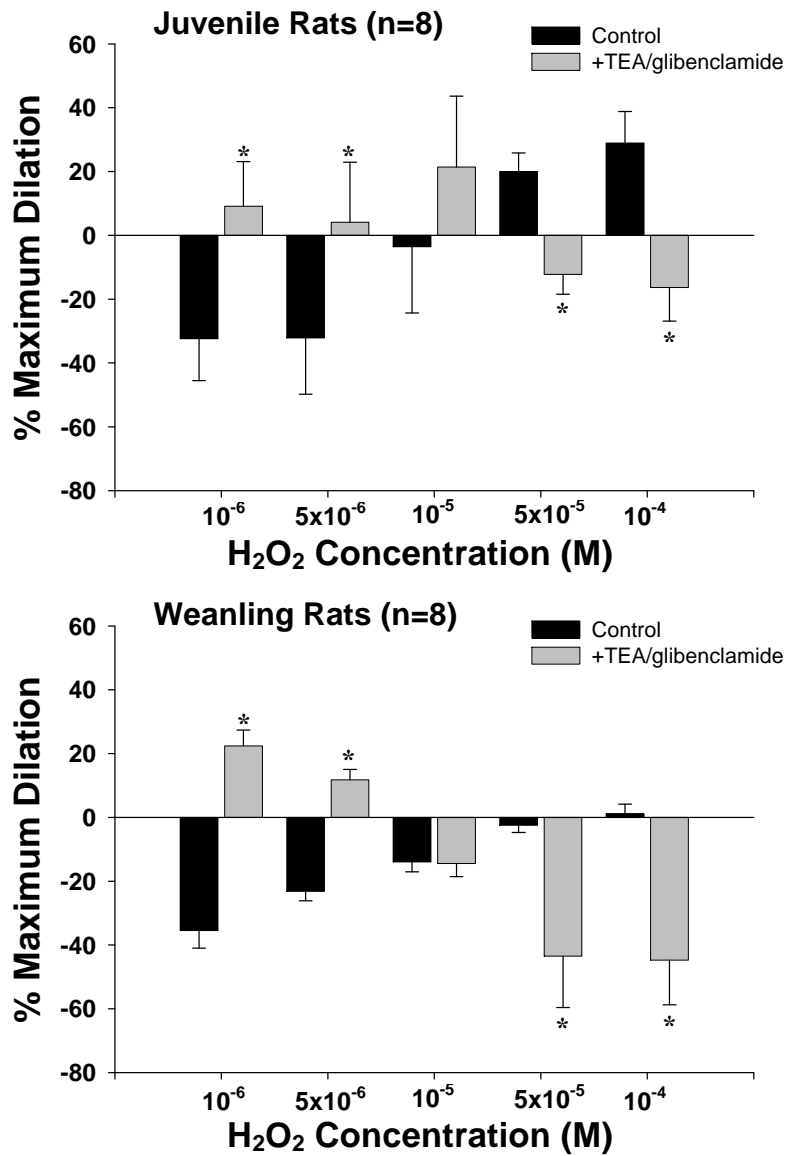 Juvenile Rats (n=8)
Control
+TEA/glibenclamide
% Maximum Dilation
60
40
20
0
-20
-40
-60
-80
*
*
*
*
10⁻⁶
5x10⁻⁶
10⁻⁵
5x10⁻⁵
10⁻⁴
H₂O₂ Concentration (M)
Weanling Rats (n=8)
Control
+TEA/glibenclamide
% Maximum Dilation
60
40
20
0
-20
-40
-60
-80
*
*
*
*
10⁻⁶
5x10⁻⁶
10⁻⁵
5x10⁻⁵
10⁻⁴
H₂O₂ Concentration (M)